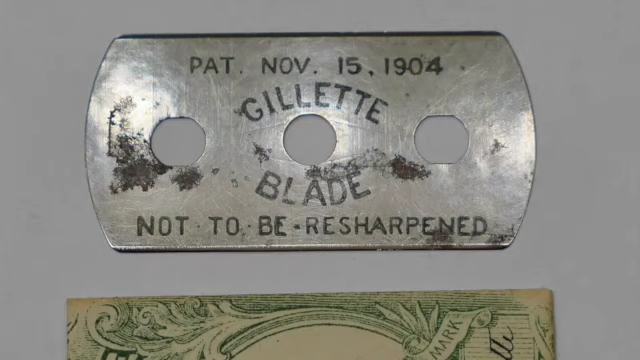 PAT. NOV. 15, 1904
GILLETTE
BLADE
NOT · TO · BE · RESHARPENED
MARK